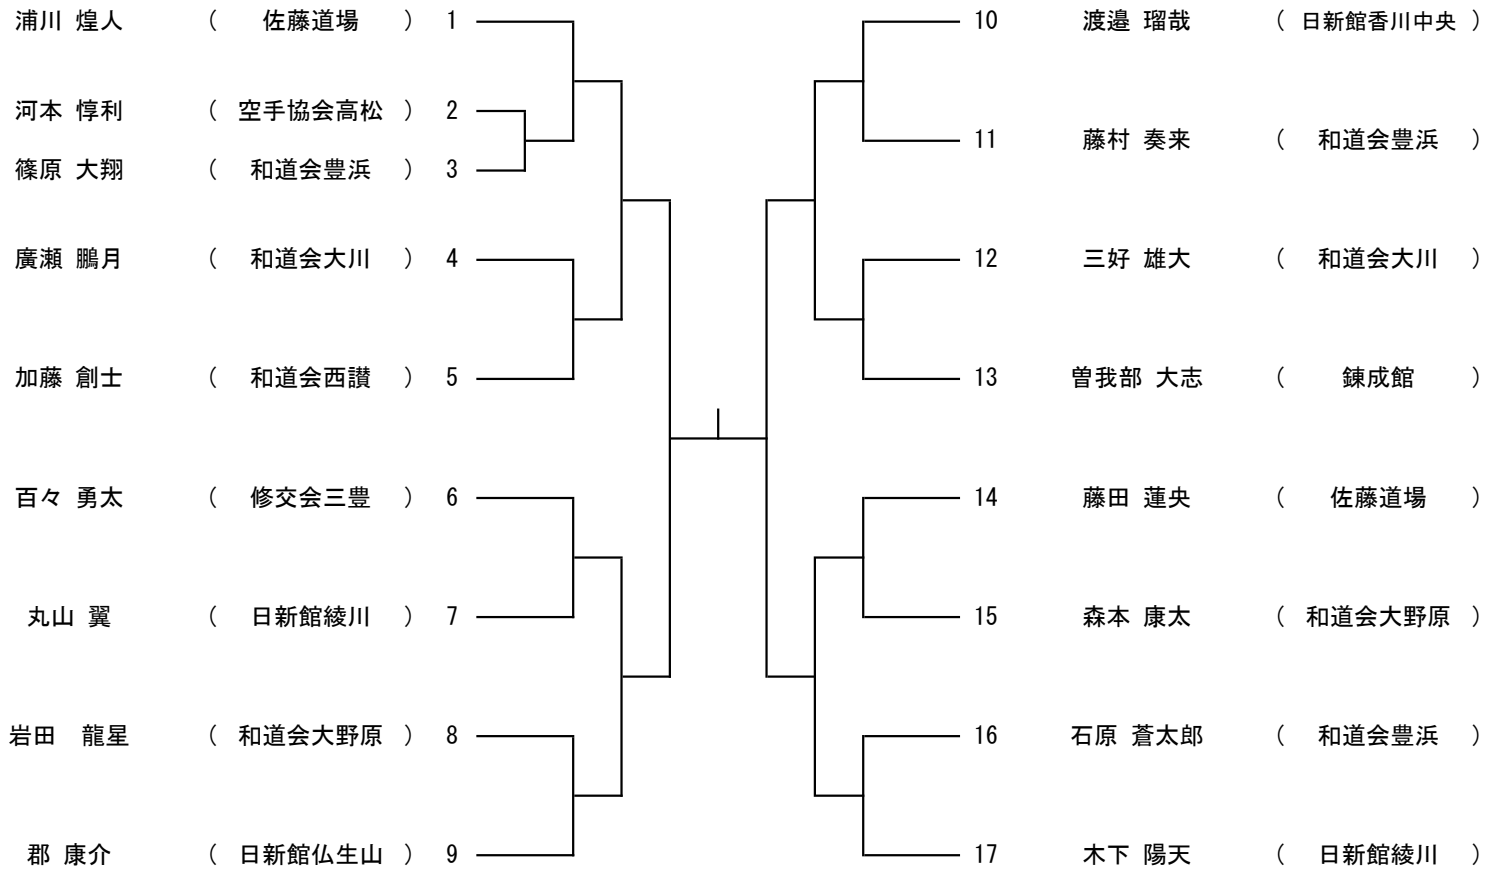 浦川 煌人 ( 佐藤道場 ) 1
河本 惇利 ( 空手協会高松 ) 2
篠原 大翔 ( 和道会豊浜 ) 3
廣瀬 鵬月 ( 和道会大川 ) 4
加藤 創士 ( 和道会西讃 ) 5
百々 勇太 ( 修交会三豊 ) 6
丸山 翼 ( 日新館綾川 ) 7
岩田　龍星 ( 和道会大野原 ) 8
郡 康介 ( 日新館仏生山 ) 9
10 渡邉 瑠哉 ( 日新館香川中央 )
11 藤村 奏来 ( 和道会豊浜 )
12 三好 雄大 ( 和道会大川 )
13 曽我部 大志 ( 錬成館 )
14 藤田 蓮央 ( 佐藤道場 )
15 森本 康太 ( 和道会大野原 )
16 石原 蒼太郎 ( 和道会豊浜 )
17 木下 陽天 ( 日新館綾川 )